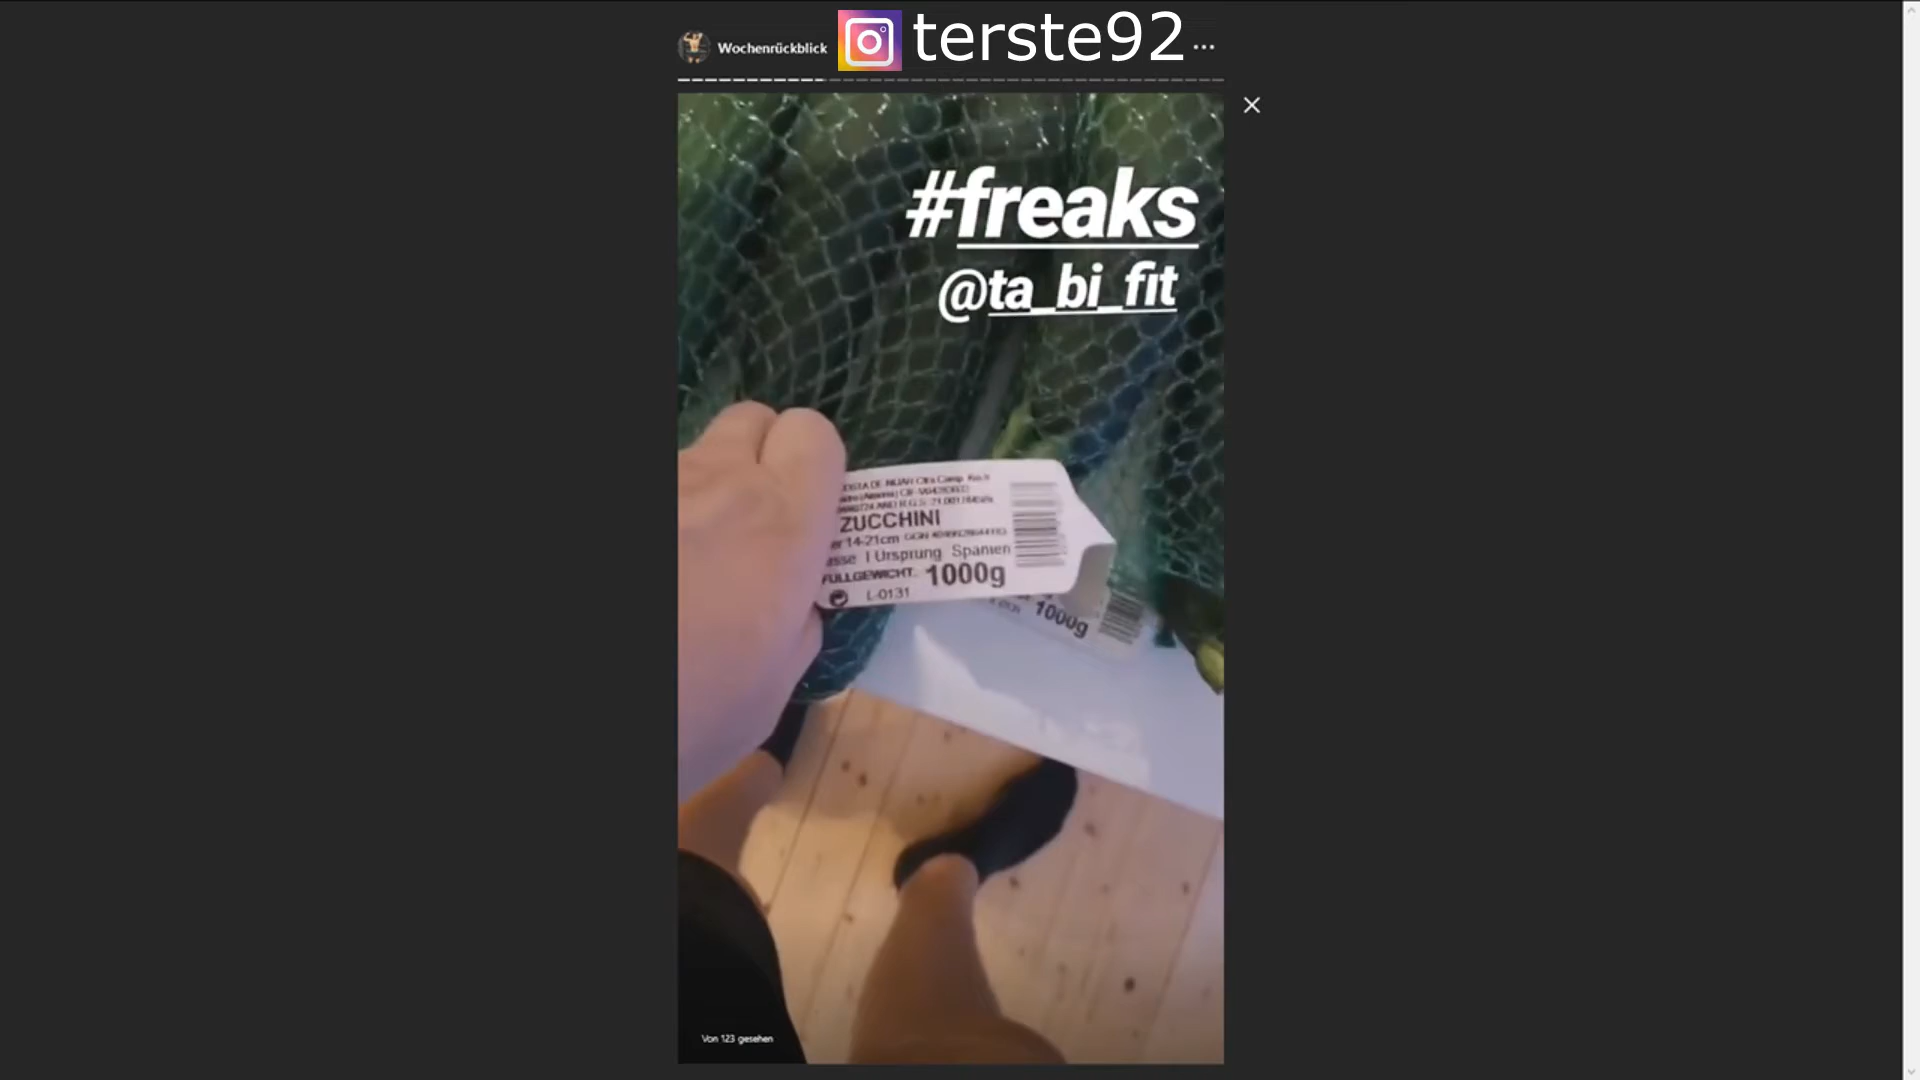 Wochenrückblick
terste92
#freaks
@ta_bi_fit
ZUCCHINI
14-21cm
I Ursprung Spanien
FÜLLGEWICHT. 1000g
L-0131
1000g
Von 123 gesehen